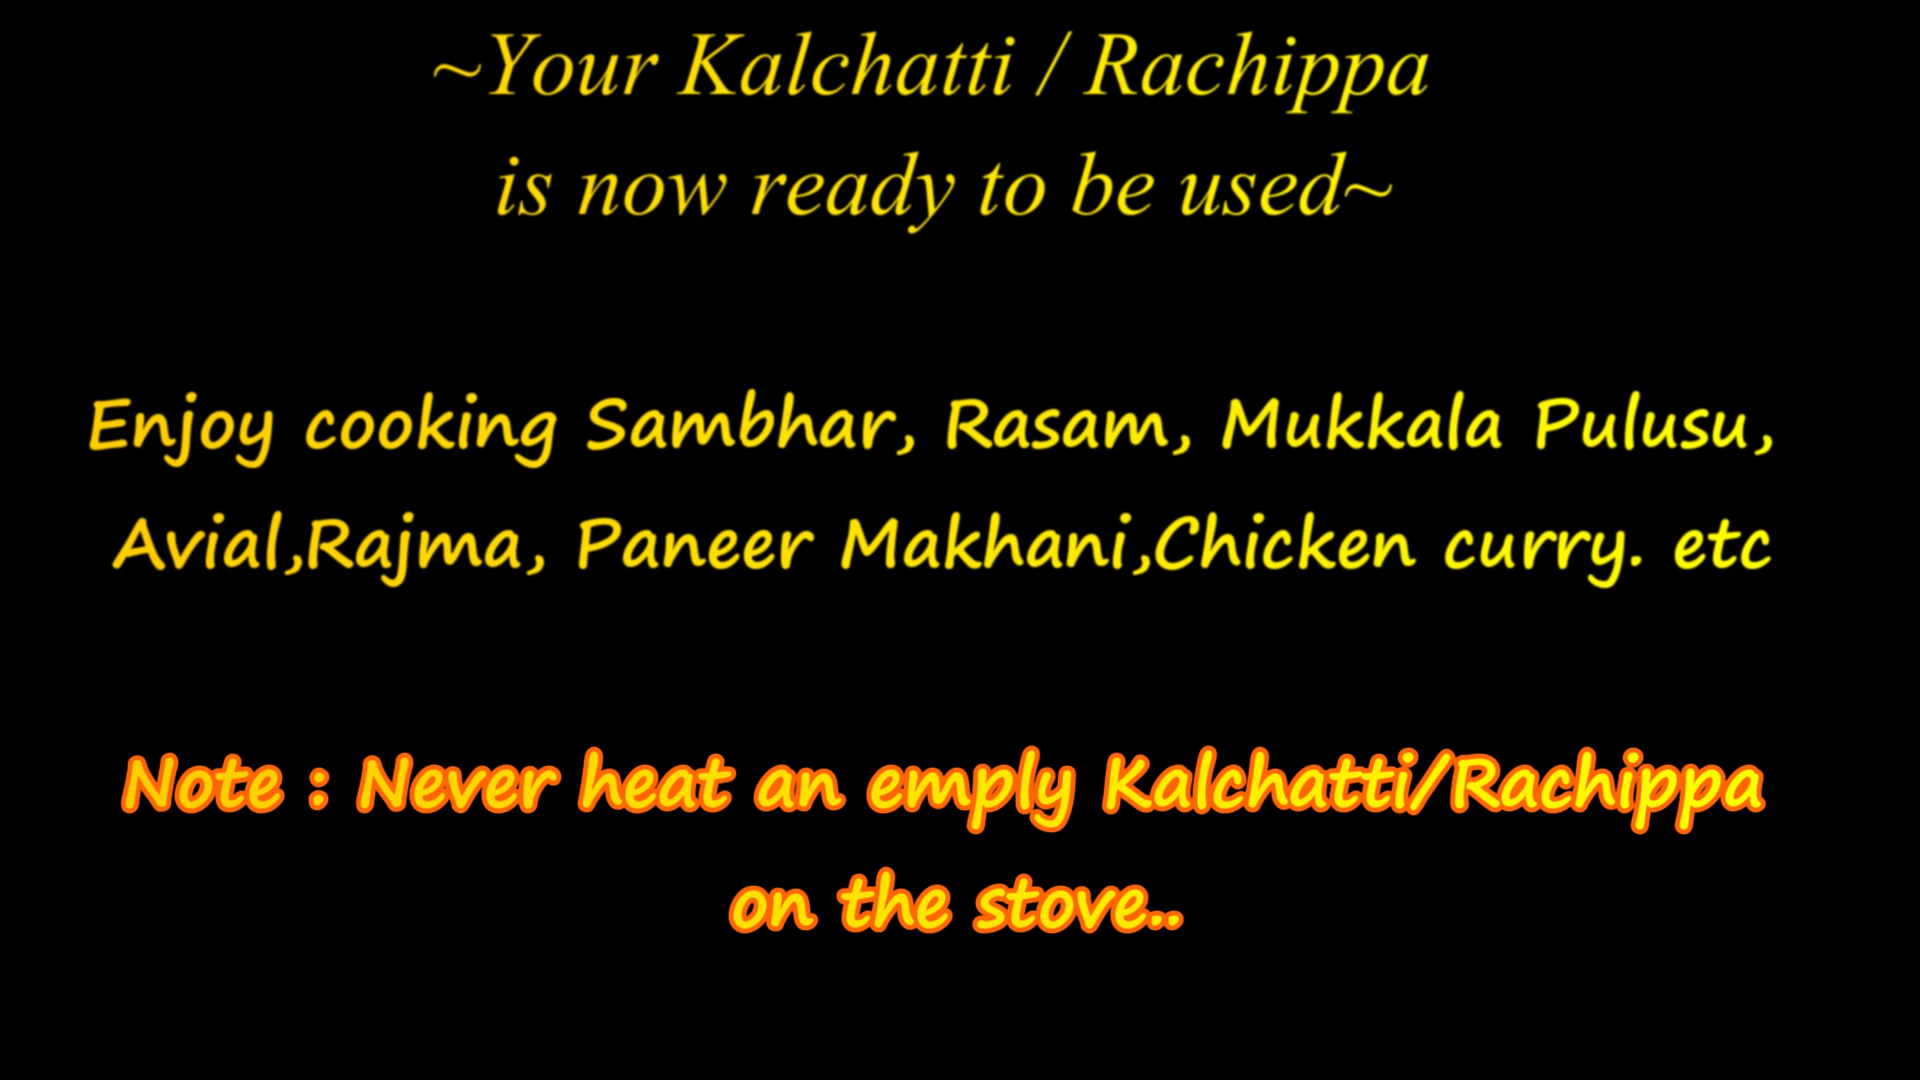 ~Your Kalchatti / Rachippa
is now ready to be used~
Enjoy cooking Sambhar, Rasam, Mukkala Pulusu,
Avial,Rajma, Paneer Makhani,Chicken curry. etc
Note : Never heat an emply Kalchatti/Rachippa
on the stove..